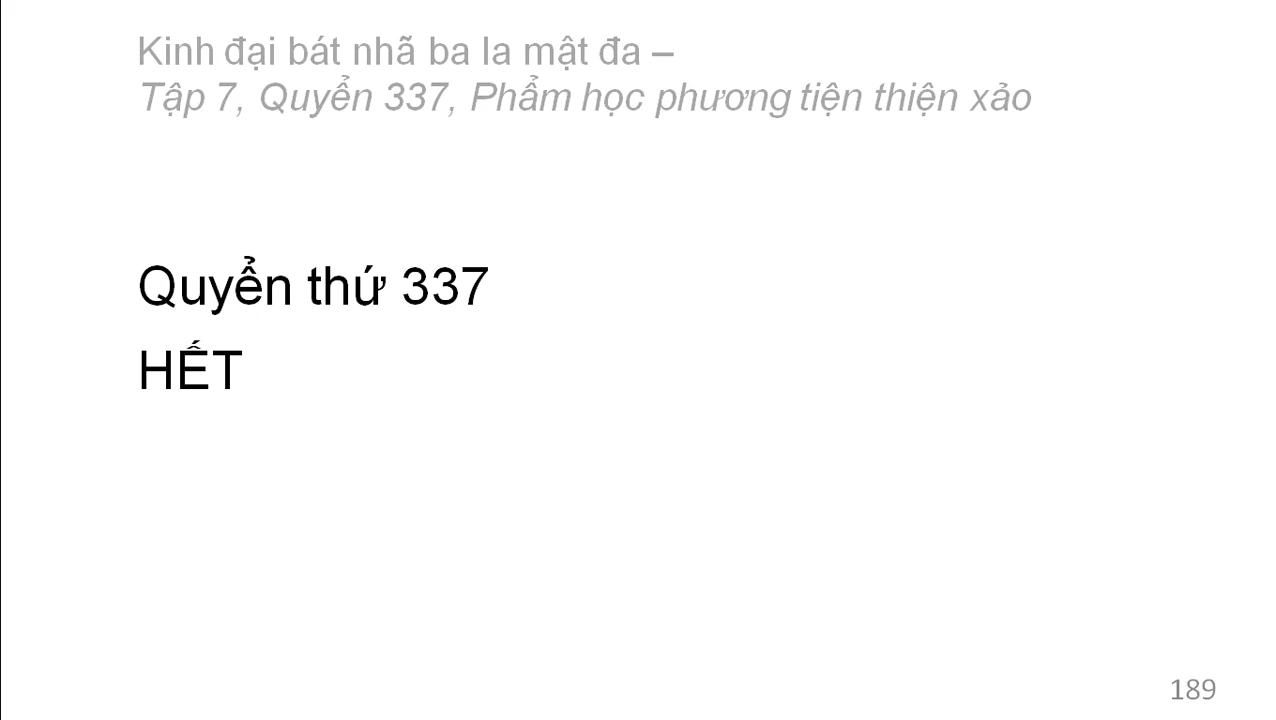 Kinh đại bát nhã ba la mật đa –
Tập 7, Quyển 337, Phẩm học phương tiện thiện xảo
Quyển thứ 337
HẾT
189